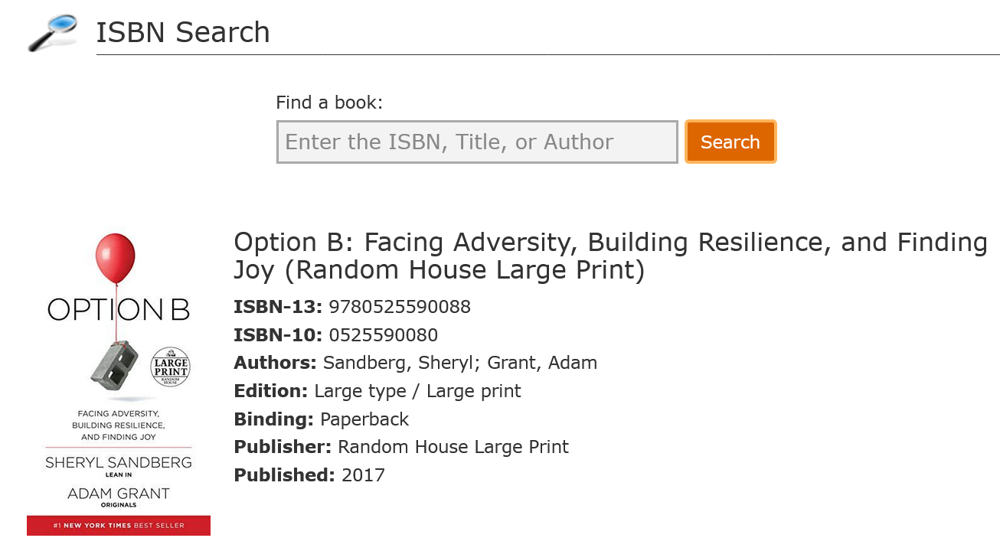 ISBN Search
Find a book:
Enter the ISBN, Title, or Author
Search
Option B: Facing Adversity, Building Resilience, and Finding
Joy (Random House Large Print)
ISBN-13: 9780525590088
ISBN-10: 0525590080
Authors: Sandberg, Sheryl; Grant, Adam
Edition: Large type / Large print
Binding: Paperback
Publisher: Random House Large Print
Published: 2017
OPTION B
LARGE
PRINT
RANDOM
HOUSE
FACING ADVERSITY,
BUILDING RESILIENCE,
AND FINDING JOY
SHERYL SANDBERG
LEAN IN
ADAM GRANT
ORIGINALS
#1 NEW YORK TIMES BEST SELLER